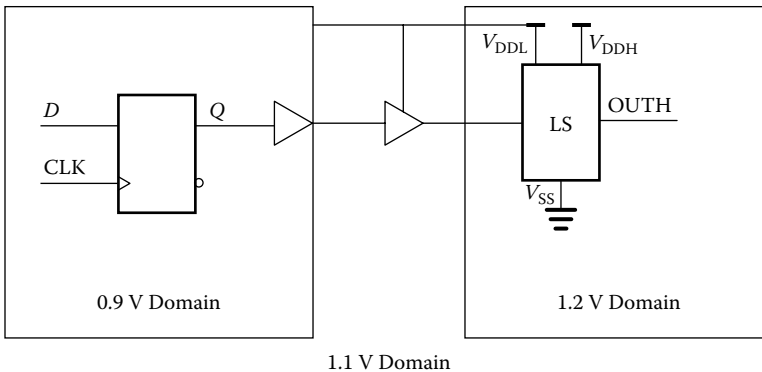 V_DDL
V_DDH
D
Q
CLK
LS
OUTH
V_SS
0.9 V Domain
1.2 V Domain
1.1 V Domain